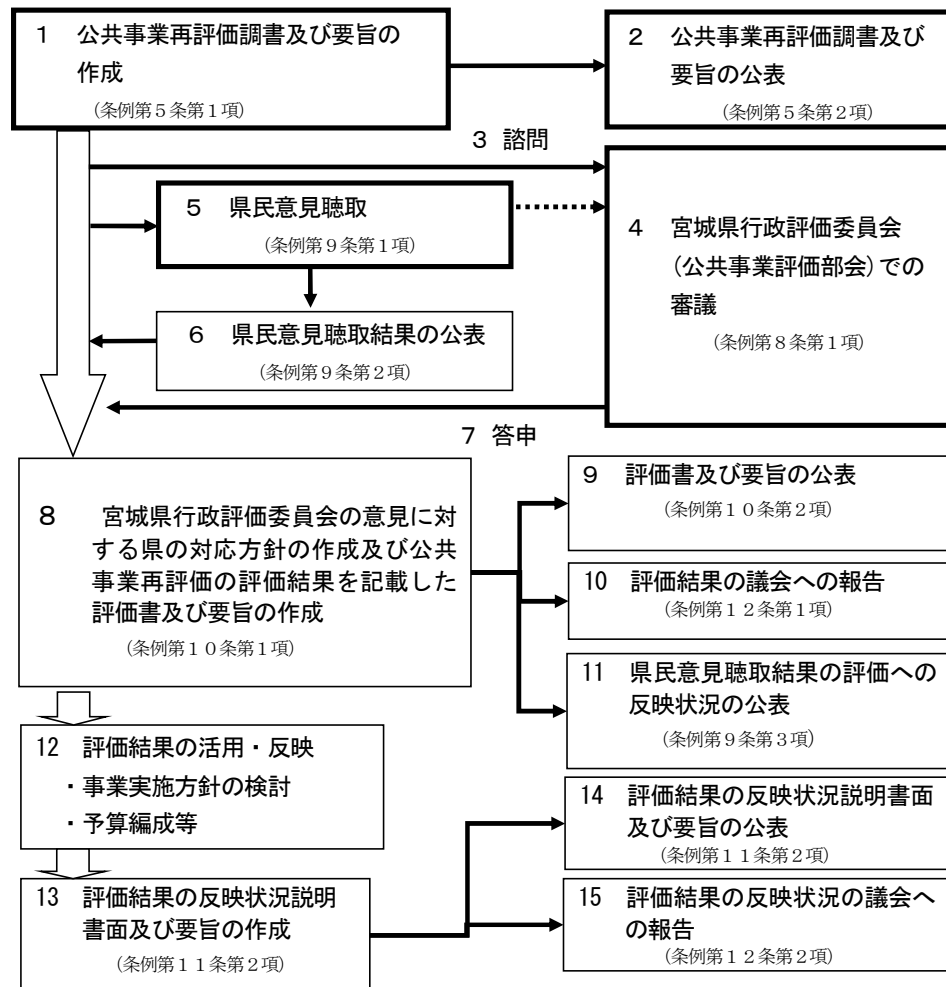 １　公共事業再評価調書及び要旨の
作成
（条例第５条第１項）
２　公共事業再評価調書及び
要旨の公表
（条例第５条第２項）
３ 諮問
５　県民意見聴取
（条例第９条第１項）
４　宮城県行政評価委員会
（公共事業評価部会）での
審議
（条例第８条第１項）
６　県民意見聴取結果の公表
（条例第９条第２項）
７ 答申
８　宮城県行政評価委員会の意見に対
する県の対応方針の作成及び公共
事業再評価の評価結果を記載した
評価書及び要旨の作成
（条例第１０条第１項）
９　評価書及び要旨の公表
（条例第１０条第２項）
10　評価結果の議会への報告
（条例第１２条第１項）
11　県民意見聴取結果の評価への
反映状況の公表
（条例第９条第３項）
12　評価結果の活用・反映
・事業実施方針の検討
・予算編成等
13　評価結果の反映状況説明
書面及び要旨の作成
（条例第１１条第２項）
14　評価結果の反映状況説明書面
及び要旨の公表
（条例第１１条第２項）
15　評価結果の反映状況の議会へ
の報告
（条例第１２条第２項）